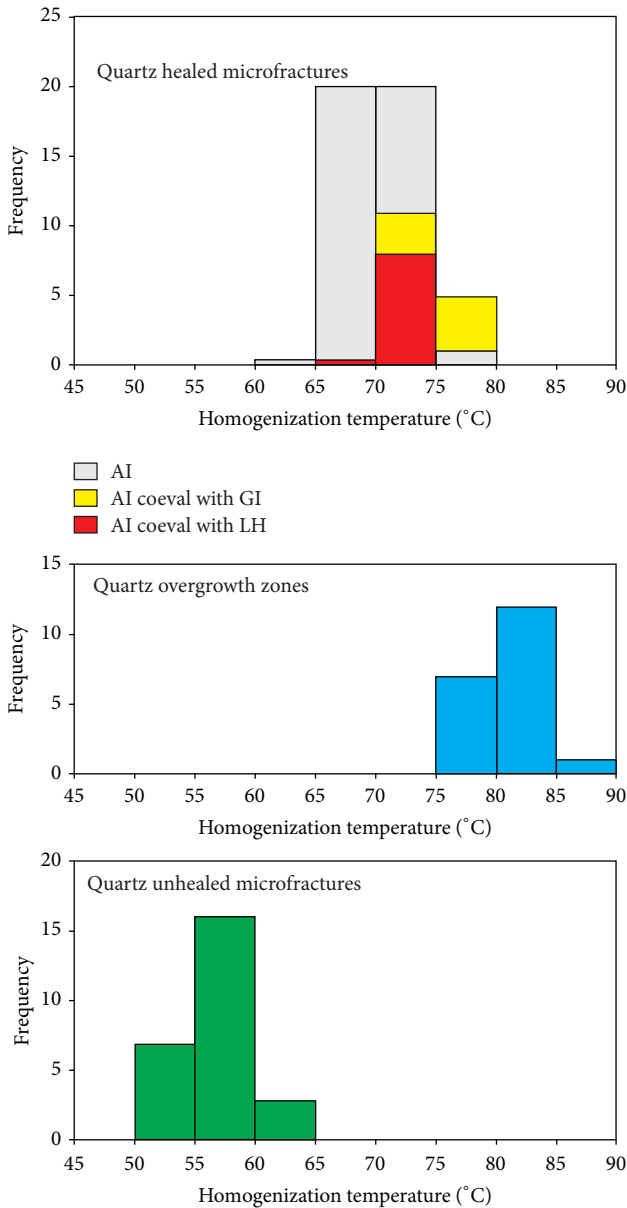 25
20
15
10
5
0
Frequency
Quartz healed microfractures
45 50 55 60 65 70 75 80 85 90
Homogenization temperature (°C)
AI
AI coeval with GI
AI coeval with LH
15
10
5
0
Frequency
Quartz overgrowth zones
45 50 55 60 65 70 75 80 85 90
Homogenization temperature (°C)
20
15
10
5
0
Frequency
Quartz unhealed microfractures
45 50 55 60 65 70 75 80 85 90
Homogenization temperature (°C)